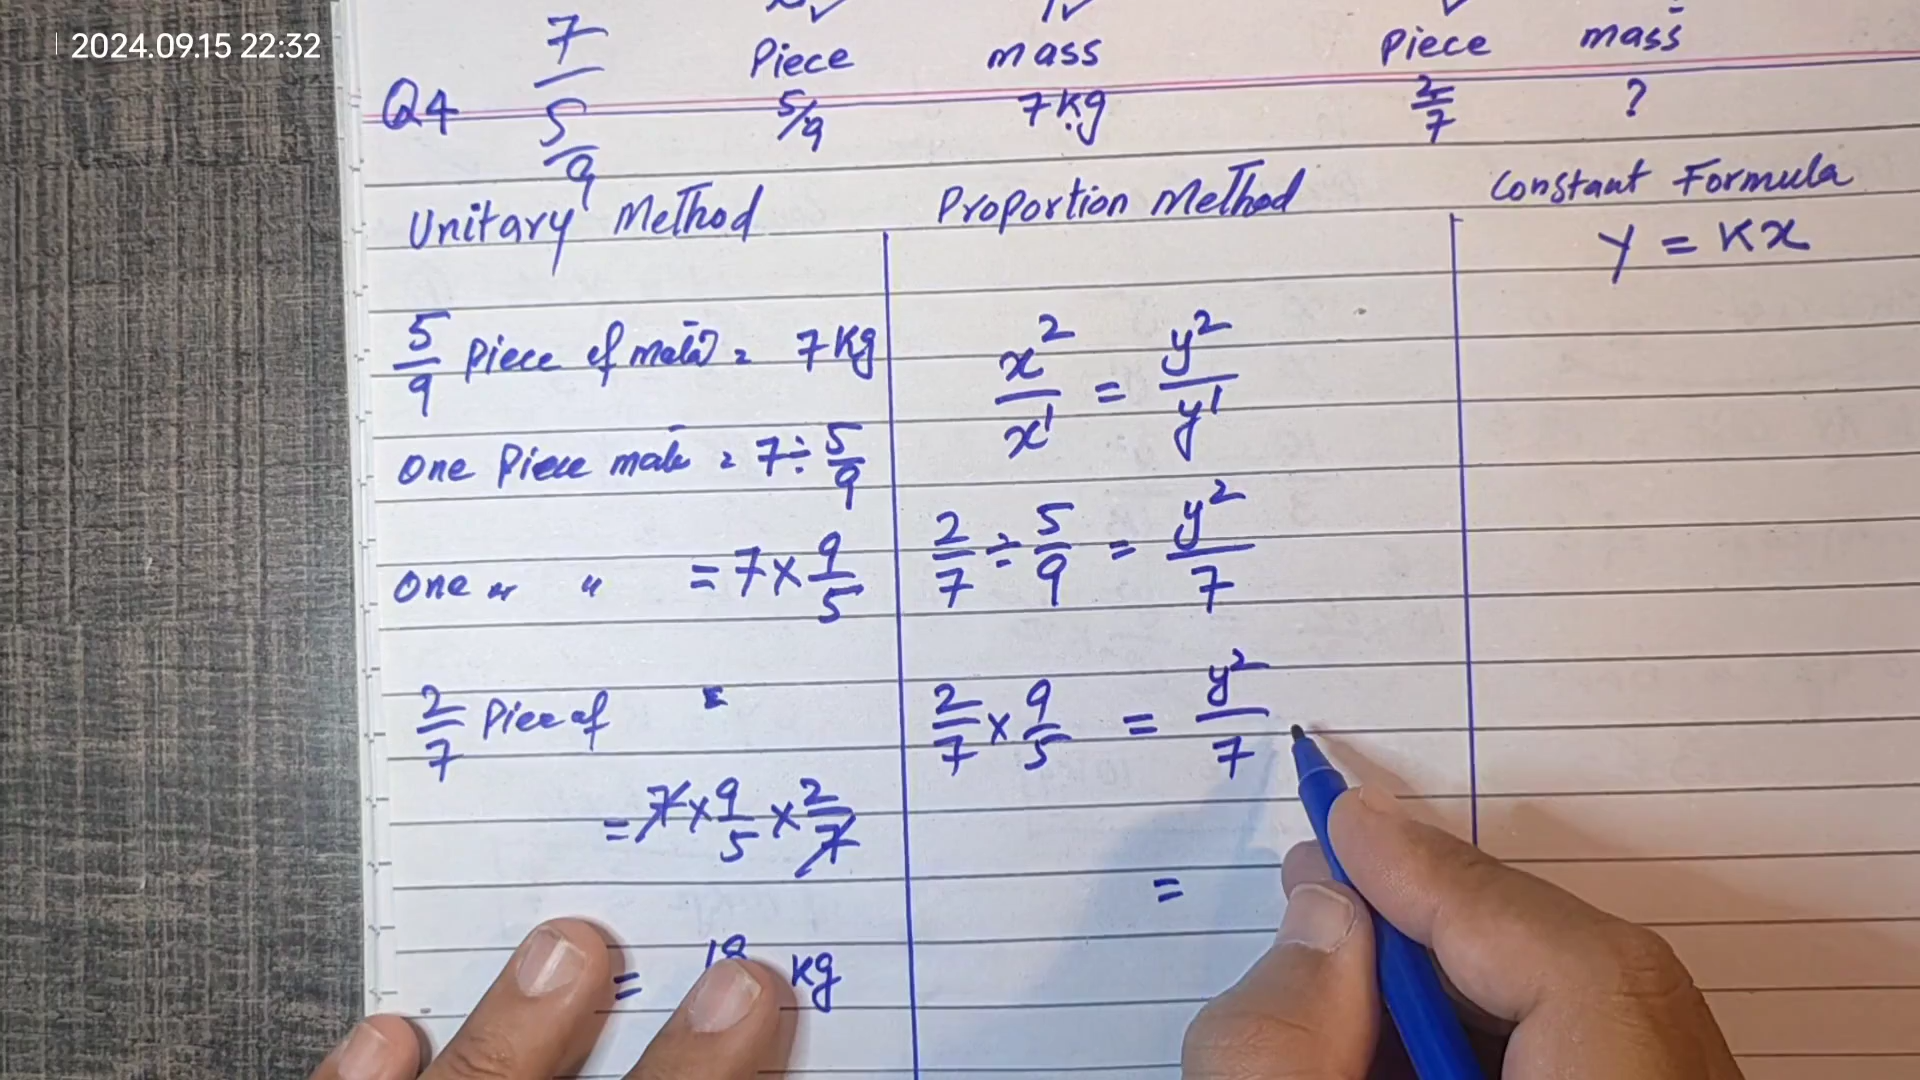 2024.09.15 22:32
Piece mass Piece mass
Q4 7/5/9 5/9 7kg 2/7 ?
Unitary Method
5/9 Piece of = 7kg
One Piece = 7 ÷ 5/9
One " " = 7 × 9/5
2/7 Piece of "
= 7 × 9/5 × 2/7
= 18 kg
Proportion Method
x2/x1 = y2/y1
2/7 ÷ 5/9 = y2/7
2/7 × 9/5 = y2/7
=
Constant Formula
y = kx